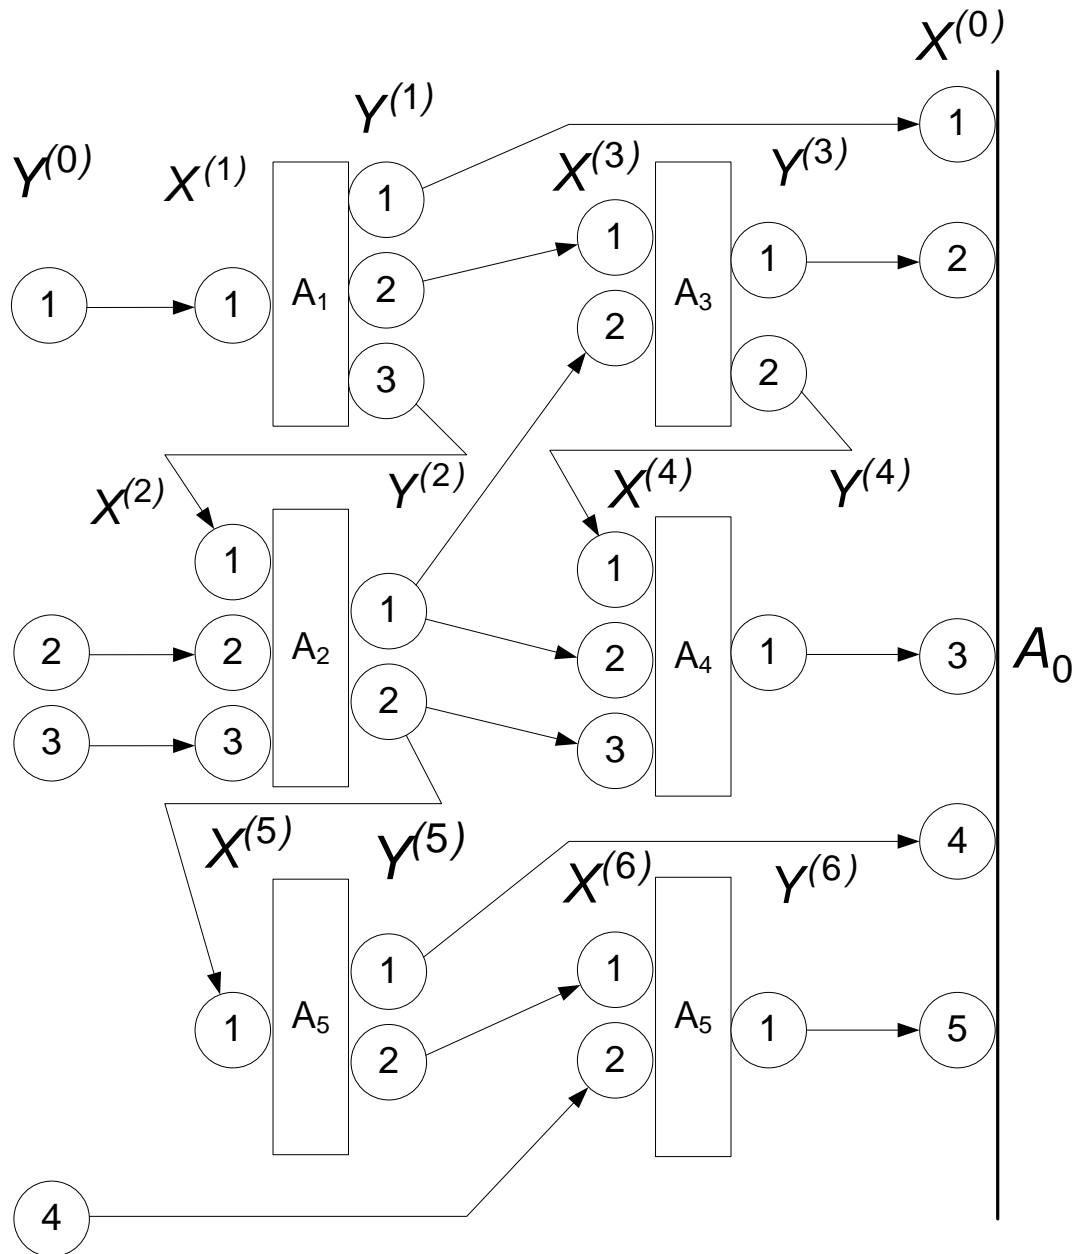 X^(0)
1
Y^(1)
Y^(0)
X^(1)
X^(3)
Y^(3)
1
1
1
2
1
1
A₁
2
A₃
2
3
2
X^(2)
Y^(2)
X^(4)
Y^(4)
1
1
2
2
A₂
1
2
A₄
1
3
A₀
3
3
2
3
X^(5)
Y^(5)
X^(6)
Y^(6)
4
1
1
1
A₅
2
2
A₅
1
5
4